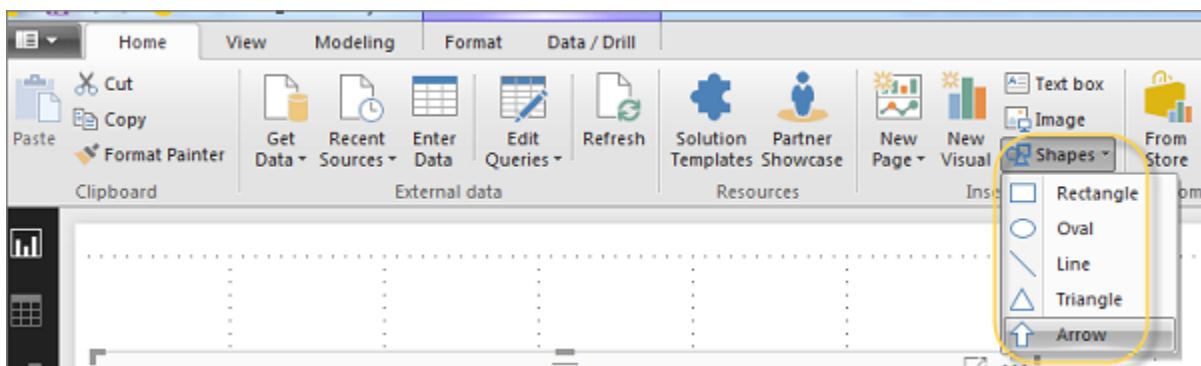 Home View Modeling Format Data / Drill
Cut
Copy
Paste
Format Painter
Clipboard
Get Data
Recent Sources
Enter Data
Edit Queries
Refresh
External data
Solution Templates
Partner Showcase
Resources
New Page
New Visual
Text box
Image
Shapes
From Store
Rectangle
Oval
Line
Triangle
Arrow